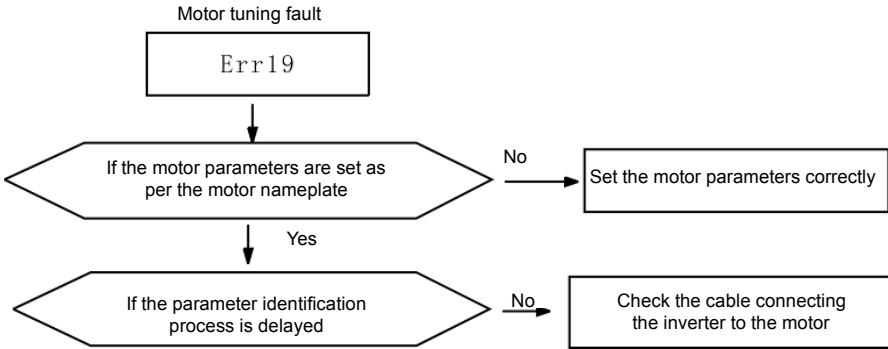 Motor tuning fault
Err19
If the motor parameters are set as
per the motor nameplate
No
Set the motor parameters correctly
Yes
If the parameter identification
process is delayed
No
Check the cable connecting
the inverter to the motor